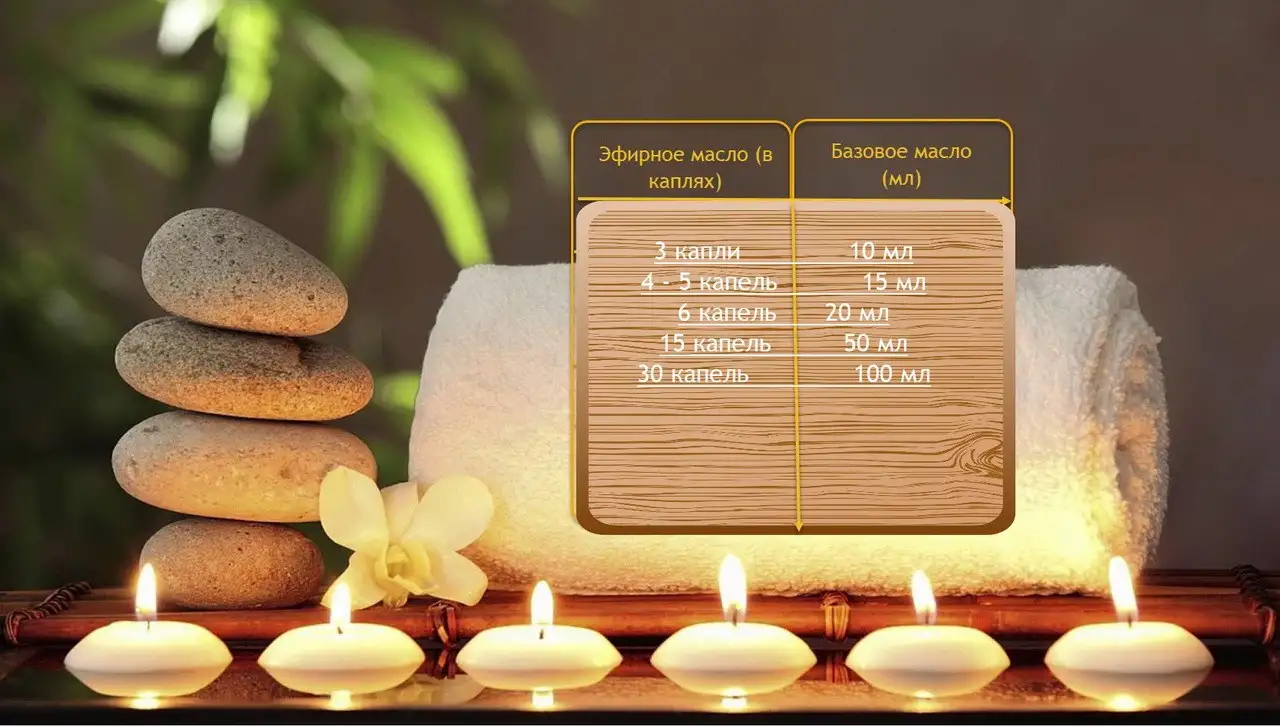 Эфирное масло (в
каплях)
Базовое масло
(мл)
3 капли 10 мл
4 - 5 капель 15 мл
6 капель 20 мл
15 капель 50 мл
30 капель 100 мл